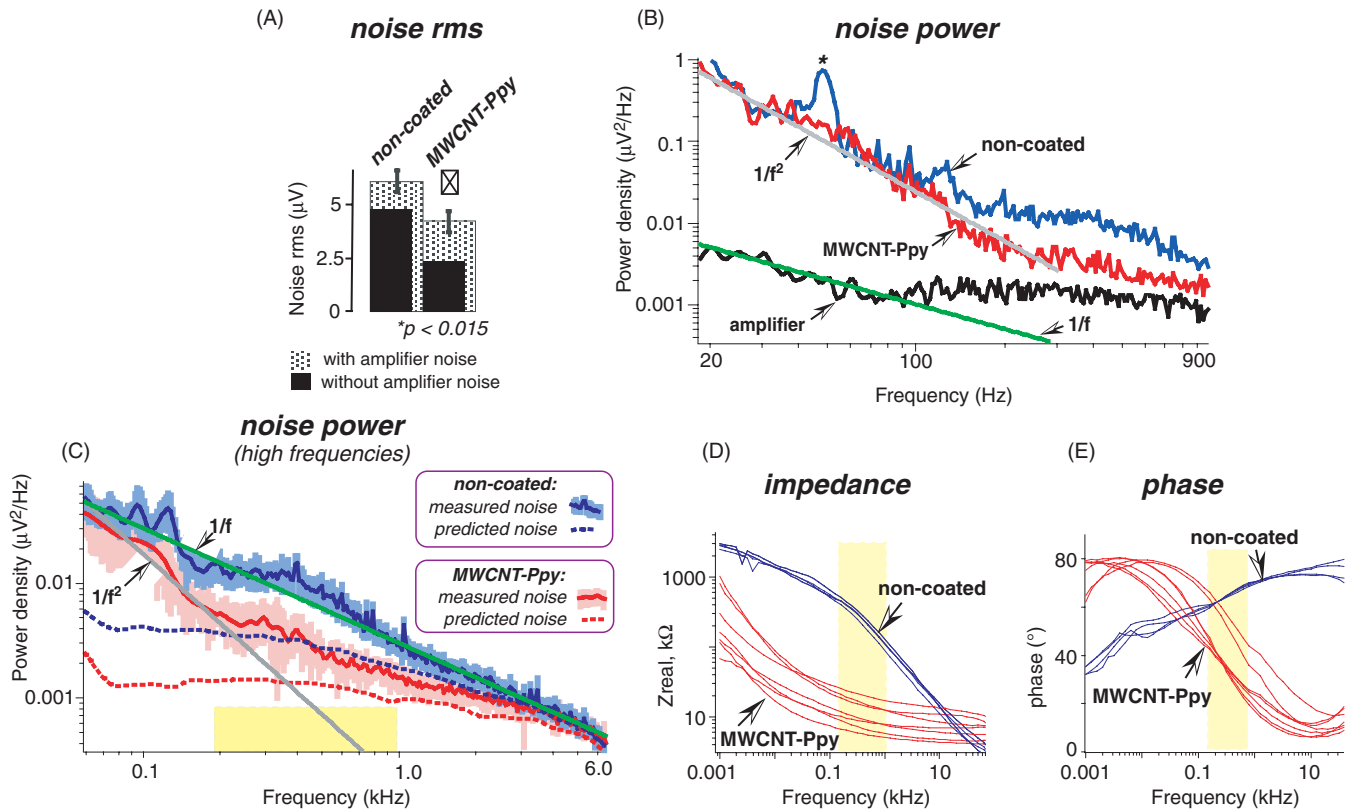 (A)
noise rms
non-coated
MWCNT-Ppy
Noise rms (μV)
5
2.5
0
*p < 0.015
with amplifier noise
without amplifier noise
(B)
noise power
Power density (μV²/Hz)
1
0.1
0.01
0.001
*
1/f²
non-coated
MWCNT-Ppy
amplifier
1/f
20
100
900
Frequency (Hz)
(C)
noise power
(high frequencies)
Power density (μV²/Hz)
0.01
0.001
1/f
1/f²
non-coated:
measured noise
predicted noise
MWCNT-Ppy:
measured noise
predicted noise
0.1
1.0
6.0
Frequency (kHz)
(D)
impedance
Zreal, kΩ
1000
100
10
non-coated
MWCNT-Ppy
0.001
0.1
10
Frequency (kHz)
(E)
phase
phase (°)
80
40
0
non-coated
MWCNT-Ppy
0.001
0.1
10
Frequency (kHz)